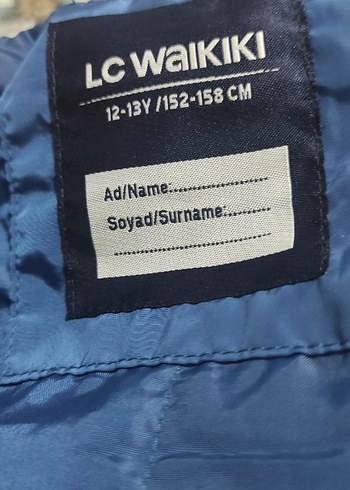 LC WAIKIKI
12-13Y /152-158 CM
Ad/Name:......................
Soyad/Surname:..........
....................................